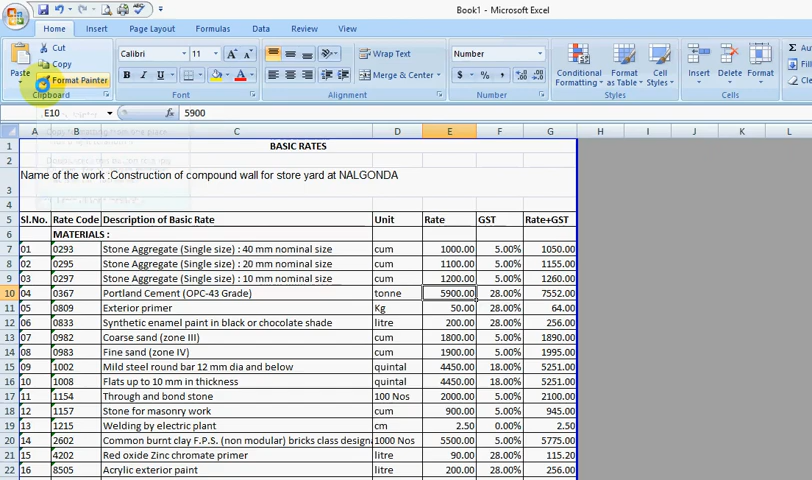 Book1 - Microsoft Excel
Home Insert Page Layout Formulas Data Review View
Paste Cut Calibri 11 Wrap Text Number
Copy
Format Painter Merge & Center Conditional Formatting Format as Table Cell Styles Insert Delete Format
Clipboard Font Alignment Number Styles Cells
E10 5900
A B C D E F G H I J K L
1 BASIC RATES
2
3 Name of the work :Construction of compound wall for store yard at NALGONDA
4
5 Sl.No. Rate Code Description of Basic Rate Unit Rate GST Rate+GST
6 MATERIALS :
7 01 0293 Stone Aggregate (Single size) : 40 mm nominal size cum 1000.00 5.00% 1050.00
8 02 0295 Stone Aggregate (Single size) : 20 mm nominal size cum 1100.00 5.00% 1155.00
9 03 0297 Stone Aggregate (Single size) : 10 mm nominal size cum 1200.00 5.00% 1260.00
10 04 0367 Portland Cement (OPC-43 Grade) tonne 5900.00 28.00% 7552.00
11 05 0809 Exterior primer Kg 50.00 28.00% 64.00
12 06 0833 Synthetic enamel paint in black or chocolate shade litre 200.00 28.00% 256.00
13 07 0982 Coarse sand (zone III) cum 1800.00 5.00% 1890.00
14 08 0983 Fine sand (zone IV) cum 1900.00 5.00% 1995.00
15 09 1002 Mild steel round bar 12 mm dia and below quintal 4450.00 18.00% 5251.00
16 10 1008 Flats up to 10 mm in thickness quintal 4450.00 18.00% 5251.00
17 11 1154 Through and bond stone 100 Nos 2000.00 5.00% 2100.00
18 12 1157 Stone for masonry work cum 900.00 5.00% 945.00
19 13 1215 Welding by electric plant cm 2.50 0.00% 2.50
20 14 2602 Common burnt clay F.P.S. (non modular) bricks class design 1000 Nos 5500.00 5.00% 5775.00
21 15 4202 Red oxide Zinc chromate primer litre 90.00 28.00% 115.20
22 16 8505 Acrylic exterior paint litre 200.00 28.00% 256.00